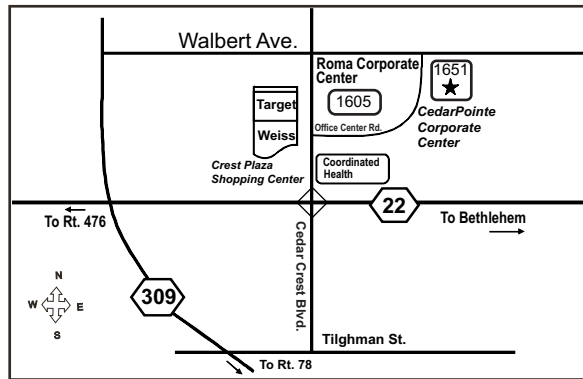 Walbert Ave.
Roma Corporate
Center
1651
1605
Target
CedarPointe
Corporate
Center
Office Center Rd.
Weiss
Crest Plaza
Shopping Center
Coordinated
Health
22
To Rt. 476
To Bethlehem
Cedar Crest Blvd.
N
W
E
S
309
Tilghman St.
To Rt. 78